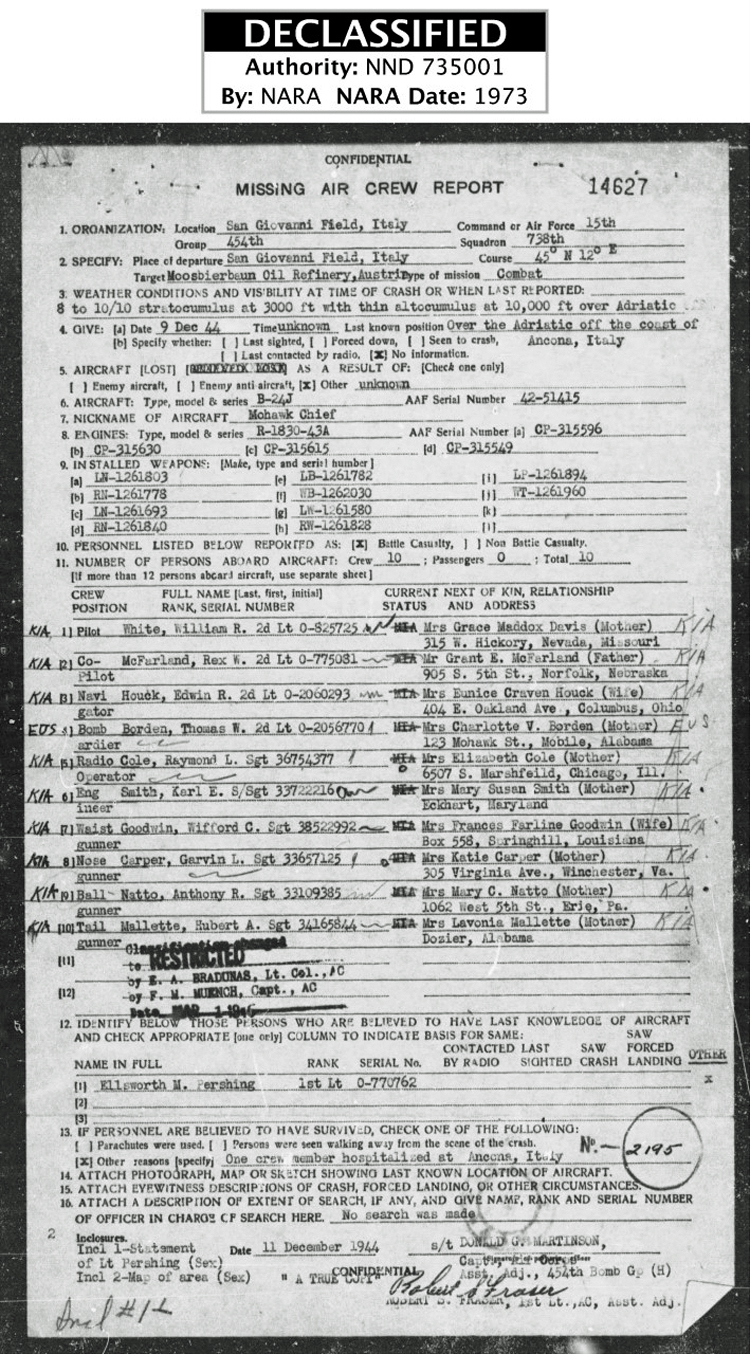 DECLASSIFIED
Authority: NND 735001
By: NARA NARA Date: 1973
CONFIDENTIAL
MISSING AIR CREW REPORT 14627
1. ORGANIZATION: Location San Giovanni Field, Italy Command or Air Force 15th
Group 454th Squadron 738th
2. SPECIFY: Place of departure San Giovanni Field, Italy Course 45° N 12° E
Target Moosbierbaun Oil Refinery, Austria Type of mission Combat
3. WEATHER CONDITIONS AND VISIBILITY AT TIME OF CRASH OR WHEN LAST REPORTED:
8 to 10/10 stratocumulus at 3000 ft with thin altocumulus at 10,000 ft over Adriatic
4. GIVE: [a] Date 9 Dec 44 Time unknown Last known position Over the Adriatic off the coast of
[b] Specify whether: [ ] Last sighted, [ ] Forced down, [ ] Seen to crash, Ancona, Italy
[ ] Last contacted by radio, [X] No information.
5. AIRCRAFT [LOST] AS A RESULT OF: [Check one only]
[ ] Enemy aircraft, [ ] Enemy anti-aircraft, [X] Other unknown
6. AIRCRAFT: Type, model & series B-24J AAF Serial Number 42-51415
7. NICKNAME OF AIRCRAFT Mohawk Chief
8. ENGINES: Type, model & series R-1830-43A AAF Serial Number [a] CP-315596
[b] CP-315630 [c] CP-315615 [d] CP-315549
9. INSTALLED WEAPONS: [Make, type and serial number]
[a] LN-1261803 [e] LB-1261782 [i] LP-1261894
[b] RN-1261778 [f] WB-1262030 [j] WT-1261960
[c] LN-1261693 [g] LW-1261580 [k]
[d] RN-1261840 [h] RW-1261828 [l]
10. PERSONNEL LISTED BELOW REPORTED AS: [X] Battle Casualty, [ ] Non Battle Casualty.
11. NUMBER OF PERSONS ABOARD AIRCRAFT: Crew 10 ; Passengers 0 ; Total 10
[If more than 12 persons aboard aircraft, use separate sheet]
CREW FULL NAME [Last, first, initial] CURRENT NEXT OF KIN, RELATIONSHIP
POSITION RANK, SERIAL NUMBER STATUS AND ADDRESS
KIA 1] Pilot White, William R. 2d Lt 0-825725 MIA Mrs Grace Maddox Davis (Mother) KIA
315 W. Hickory, Nevada, Missouri
KIA [2] Co- McFarland, Rex W. 2d Lt 0-775081 MIA Mr Grant E. McFarland (Father) KIA
Pilot 905 S. 5th St., Norfolk, Nebraska
KIA [3] Navi Houck, Edwin R. 2d Lt 0-2060293 MIA Mrs Eunice Craven Houck (Wife) KIA
gator 404 E. Oakland Ave, Columbus, Ohio
EUS 4] Bomb Borden, Thomas W. 2d Lt 0-2056770 MIA Mrs Charlotte V. Borden (Mother) EUS
ardier 123 Mohawk St., Mobile, Alabama
KIA [5] Radio Cole, Raymond L. Sgt 36754377 MIA Mrs Elizabeth Cole (Mother) KIA
Operator 6507 S. Marshfeild, Chicago, Ill.
KIA 6] Eng Smith, Karl E. S/Sgt 33722216 MIA Mrs Mary Susan Smith (Mother) KIA
ineer Eckhart, Maryland
KIA [7] Waist Goodwin, Wifford C. Sgt 38522992 MIA Mrs Frances Farline Goodwin (Wife) KIA
gunner Box 558, Springhill, Louisiana
KIA 8] Nose Carper, Garvin L. Sgt 33657125 MIA Mrs Katie Carper (Mother) KIA
gunner 305 Virginia Ave., Winchester, Va.
KIA [9] Ball Natto, Anthony R. Sgt 33109385 MIA Mrs Mary C. Natto (Mother) KIA
gunner 1062 West 5th St., Erie, Pa.
KIA [10] Tail Mallette, Hubert A. Sgt 34165844 MIA Mrs Lavonia Mallette (Mother) KIA
gunner Dozier, Alabama
Classification changed
[11] to RESTRICTED
by E. A. BRADUNAS, Lt. Col., AC
[12] by F. M. MUENCH, Capt., AC
Date MAR 1 1946
12. IDENTIFY BELOW THOSE PERSONS WHO ARE BELIEVED TO HAVE LAST KNOWLEDGE OF AIRCRAFT
AND CHECK APPROPRIATE [one only] COLUMN TO INDICATE BASIS FOR SAME: SAW
CONTACTED LAST SAW FORCED OTHER
NAME IN FULL RANK SERIAL No. BY RADIO SIGHTED CRASH LANDING
[1] Ellsworth M. Pershing 1st Lt 0-770762 X
[2]
[3]
13. IF PERSONNEL ARE BELIEVED TO HAVE SURVIVED, CHECK ONE OF THE FOLLOWING:
[ ] Parachutes were used. [ ] Persons were seen walking away from the scene of the crash. No.- 2195
[X] Other reasons [specify] One crew member hospitalized at Ancona, Italy
14. ATTACH PHOTOGRAPH, MAP OR SKETCH SHOWING LAST KNOWN LOCATION OF AIRCRAFT.
15. ATTACH EYEWITNESS DESCRIPTIONS OF CRASH, FORCED LANDING, OR OTHER CIRCUMSTANCES.
16. ATTACH A DESCRIPTION OF EXTENT OF SEARCH, IF ANY, AND GIVE NAME, RANK AND SERIAL NUMBER
OF OFFICER IN CHARGE OF SEARCH HERE. No search was made
2 Inclosures.
Incl 1-Statement Date 11 December 1944 s/t DONALD G. MARTINSON,
of Lt Pershing (Sex) Capt., Air Corps
Incl 2-Map of area (Sex) "A TRUE COPY" CONFIDENTIAL Asst. Adj., 454th Bomb Gp (H)
Robert S Fraser
ROBERT S. FRASER, 1st Lt., AC, Asst. Adj.
Incl #12